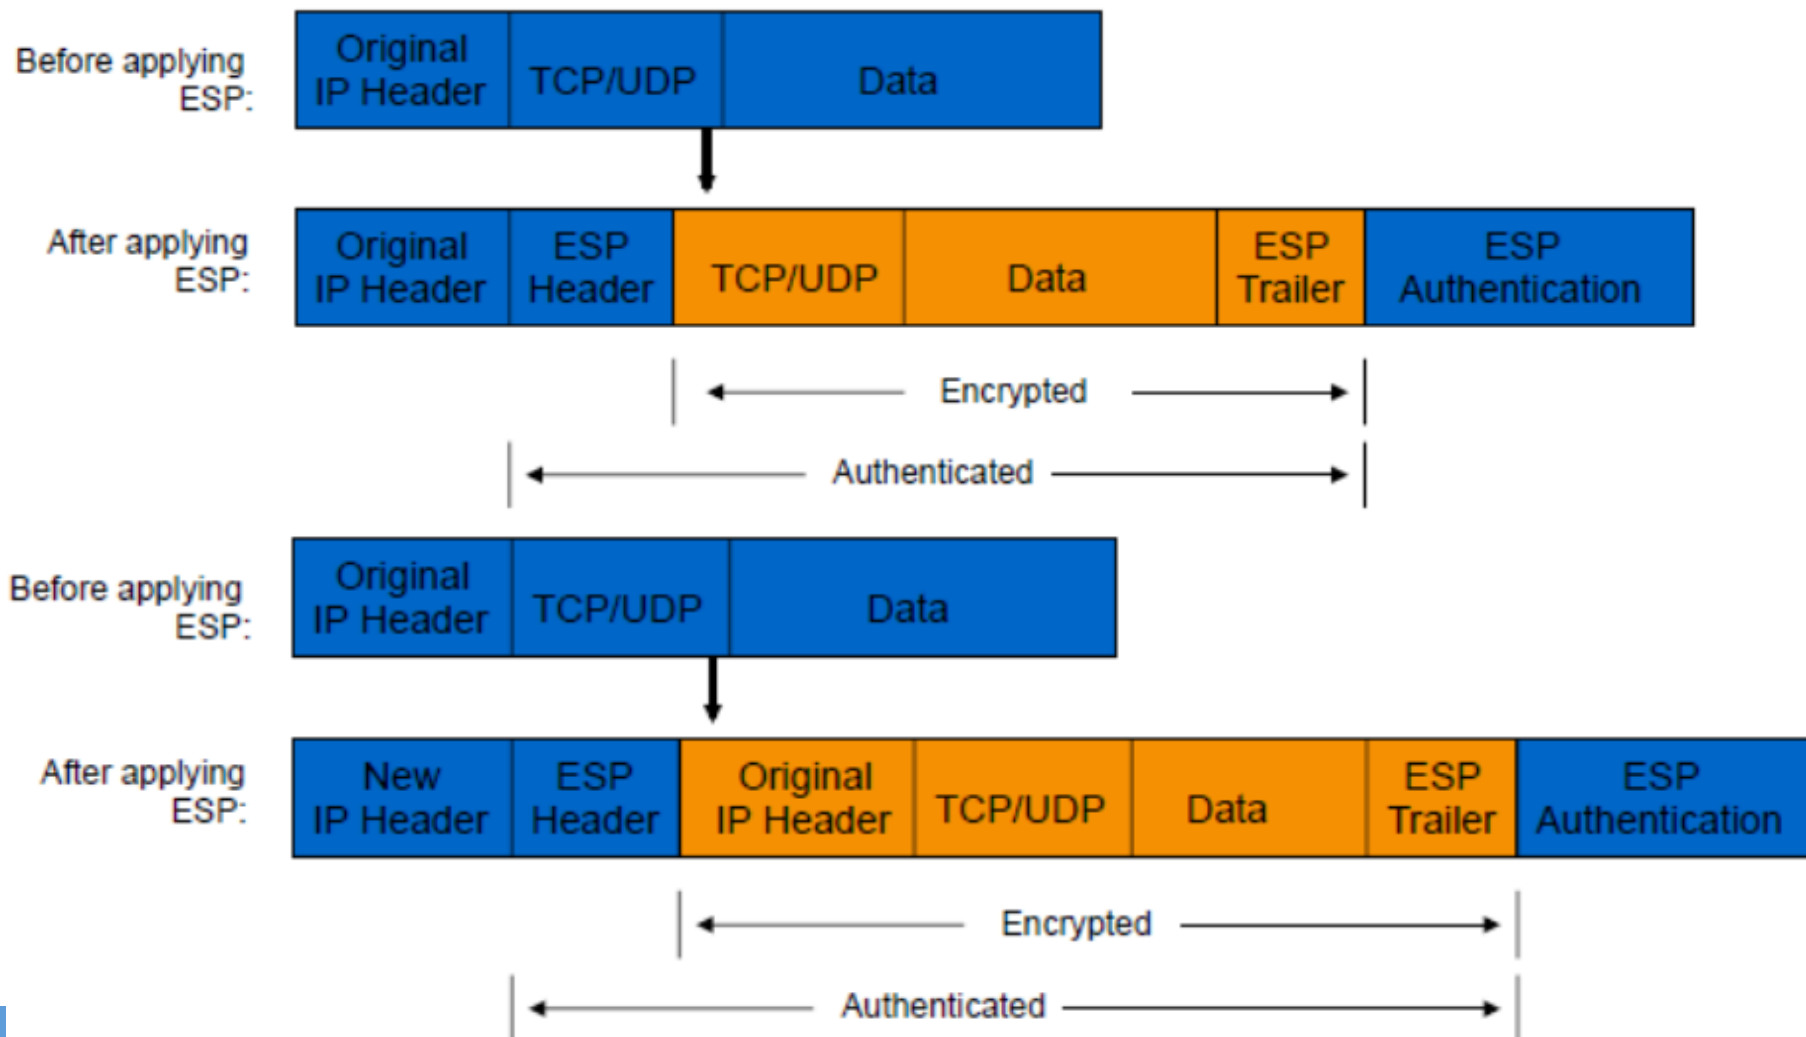 Before applying
ESP:
Original
IP Header
TCP/UDP
Data
After applying
ESP:
Original
IP Header
ESP
Header
TCP/UDP
Data
ESP
Trailer
ESP
Authentication
Encrypted
Authenticated
Before applying
ESP:
Original
IP Header
TCP/UDP
Data
After applying
ESP:
New
IP Header
ESP
Header
Original
IP Header
TCP/UDP
Data
ESP
Trailer
ESP
Authentication
Encrypted
Authenticated